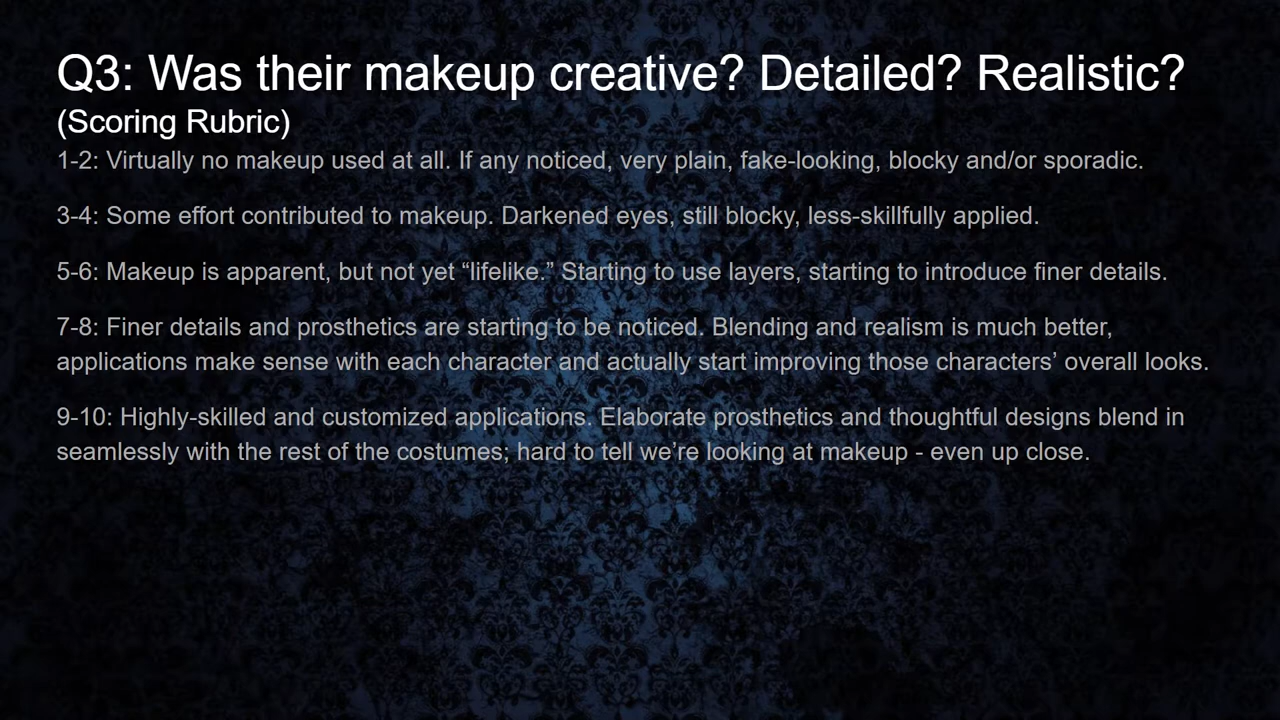 Q3: Was their makeup creative? Detailed? Realistic?
(Scoring Rubric)
1-2: Virtually no makeup used at all. If any noticed, very plain, fake-looking, blocky and/or sporadic.
3-4: Some effort contributed to makeup. Darkened eyes, still blocky, less-skillfully applied.
5-6: Makeup is apparent, but not yet “lifelike.” Starting to use layers, starting to introduce finer details.
7-8: Finer details and prosthetics are starting to be noticed. Blending and realism is much better,
applications make sense with each character and actually start improving those characters’ overall looks.
9-10: Highly-skilled and customized applications. Elaborate prosthetics and thoughtful designs blend in
seamlessly with the rest of the costumes; hard to tell we’re looking at makeup - even up close.